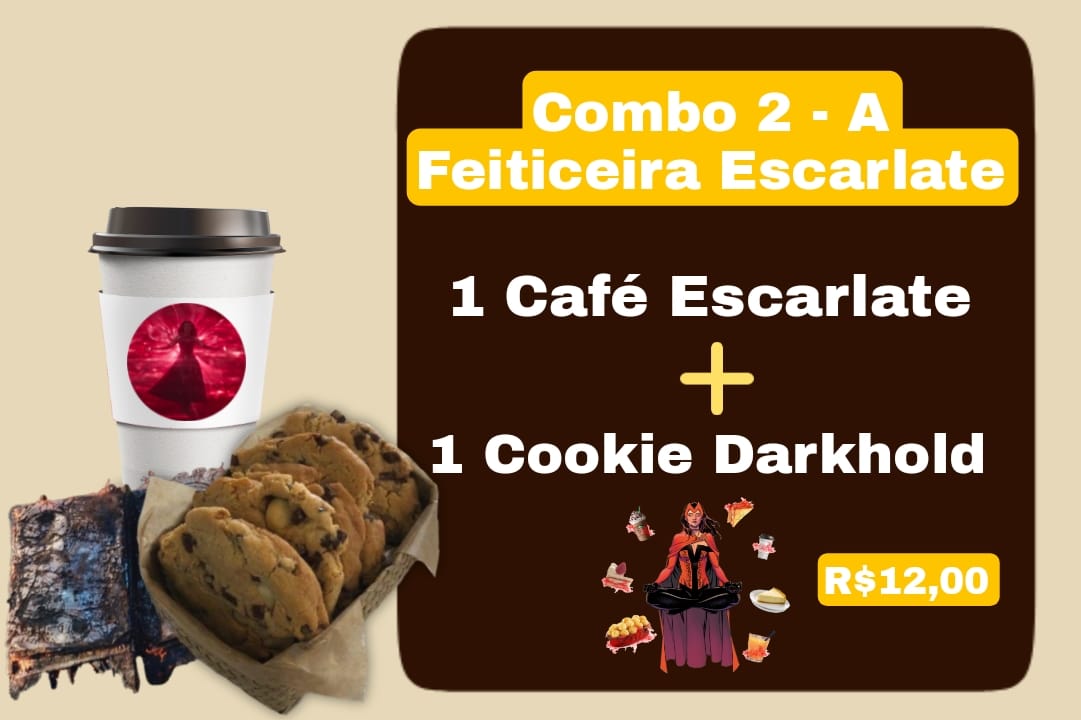 Combo 2 - A
Feiticeira Escarlate
1 Café Escarlate
+
1 Cookie Darkhold
R$12,00